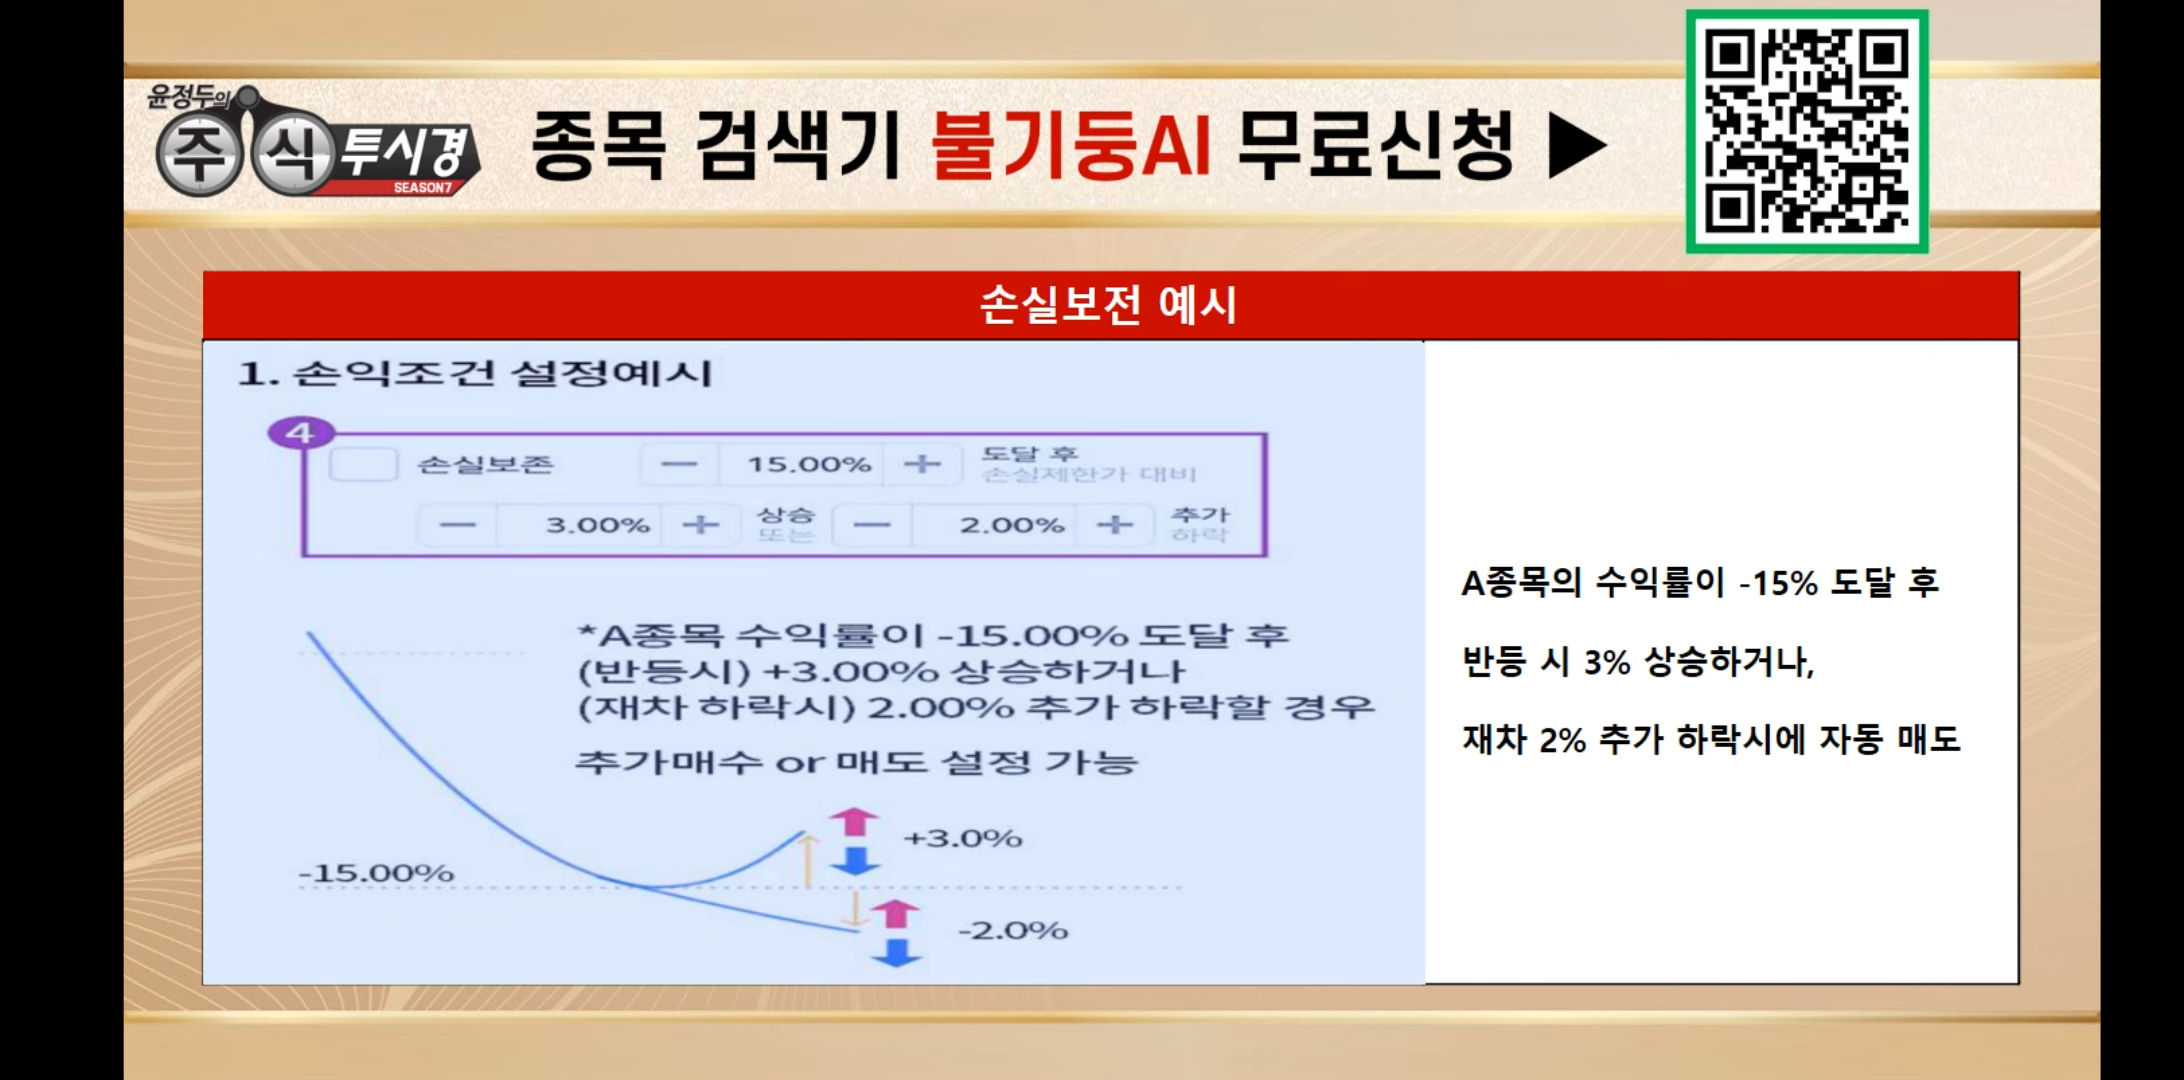 윤정두의
주식투시경
SEASON7
종목 검색기 불기둥AI 무료신청 ▶
손실보전 예시
1. 손익조건 설정예시
4
손실보존 − 15.00% + 도달 후
손실제한가 대비
− 3.00% + 상승 − 2.00% + 추가
또는 하락
*A종목 수익률이 -15.00% 도달 후
(반등시) +3.00% 상승하거나
(재차 하락시) 2.00% 추가 하락할 경우
추가매수 or 매도 설정 가능
+3.0%
-15.00%
-2.0%
A종목의 수익률이 -15% 도달 후
반등 시 3% 상승하거나,
재차 2% 추가 하락시에 자동 매도